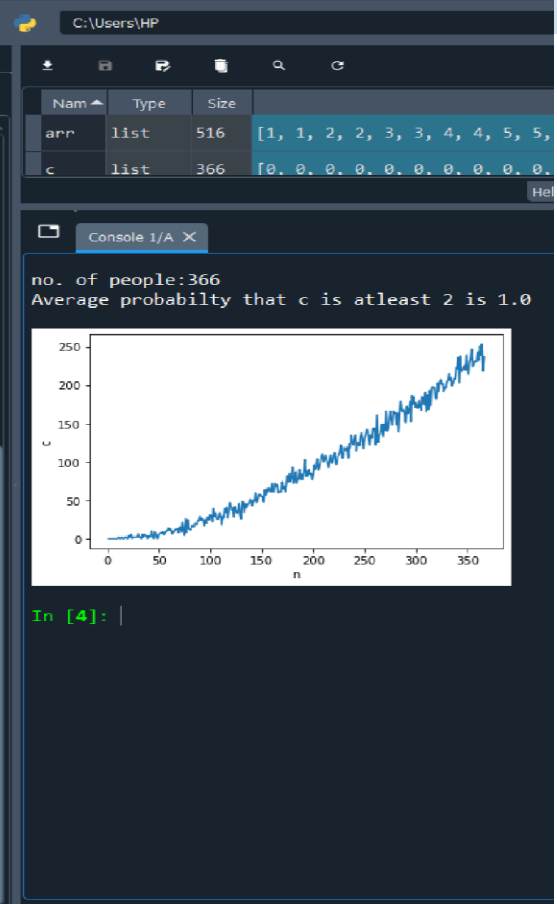 C:\Users\HP
Nam Type Size
arr list 516 [1, 1, 2, 2, 3, 3, 4, 4, 5, 5,
c list 366 [0, 0, 0, 0, 0, 0, 0, 0, 0, 0,
Hel
Console 1/A
no. of people:366
Average probabilty that c is atleast 2 is 1.0
250
200
150
100
50
0
c
0 50 100 150 200 250 300 350
n
In [4]: